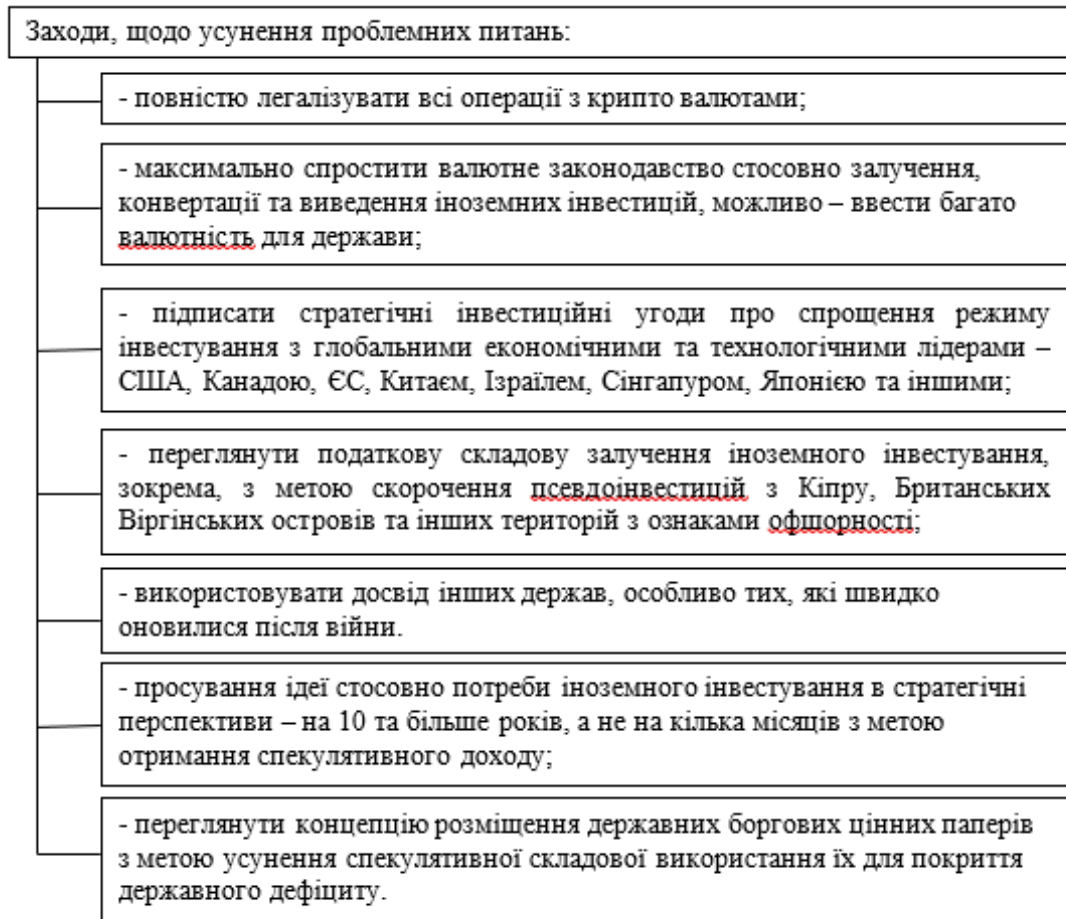 Заходи, щодо усунення проблемних питань:
- повністю легалізувати всі операції з крипто валютами;
- максимально спростити валютне законодавство стосовно залучення,
конвертації та виведення іноземних інвестицій, можливо – ввести багато
валютність для держави;
- підписати стратегічні інвестиційні угоди про спрощення режиму
інвестування з глобальними економічними та технологічними лідерами –
США, Канадою, ЄС, Китаєм, Ізраїлем, Сінгапуром, Японією та іншими;
- переглянути податкову складову залучення іноземного інвестування,
зокрема, з метою скорочення псевдоінвестицій з Кіпру, Британських
Віргінських островів та інших територій з ознаками офшорності;
- використовувати досвід інших держав, особливо тих, які швидко
оновилися після війни.
- просування ідеї стосовно потреби іноземного інвестування в стратегічні
перспективи – на 10 та більше років, а не на кілька місяців з метою
отримання спекулятивного доходу;
- переглянути концепцію розміщення державних боргових цінних паперів
з метою усунення спекулятивної складової використання їх для покриття
державного дефіциту.